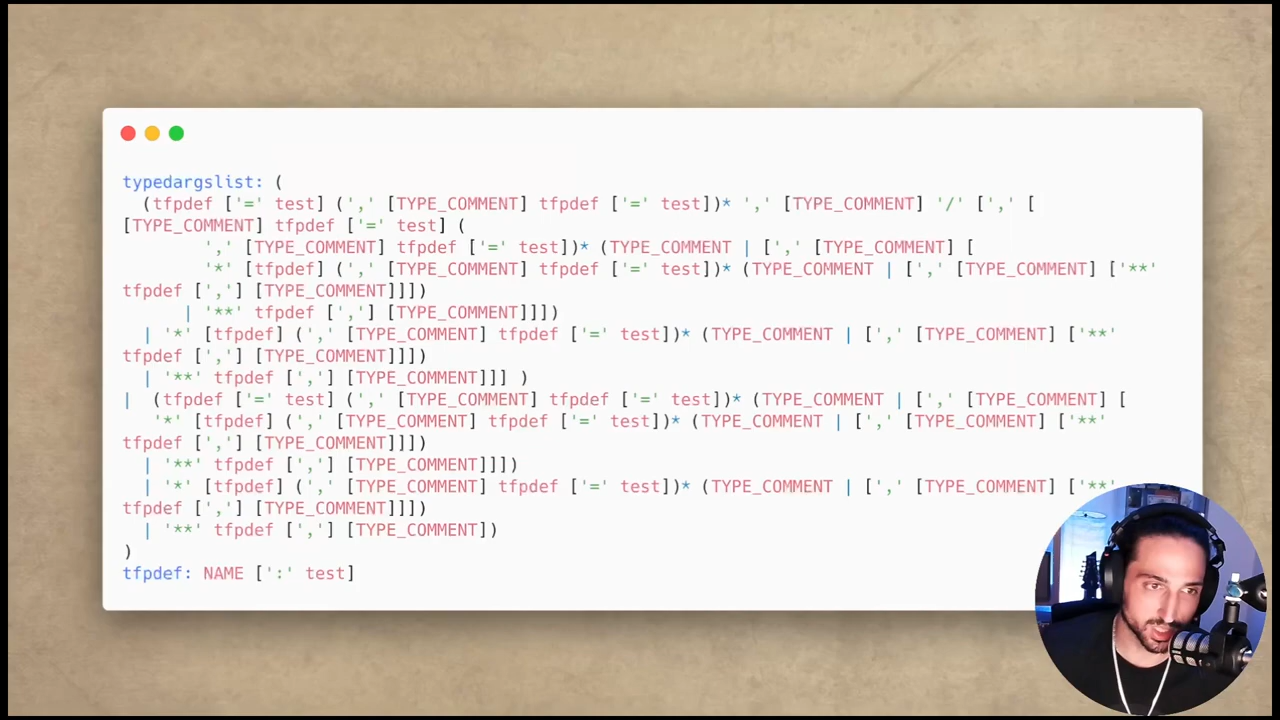 typedargslist: (
(tfpdef ['=' test] (',' [TYPE_COMMENT] tfpdef ['=' test])* ',' [TYPE_COMMENT] '/' [',' [
[TYPE_COMMENT] tfpdef ['=' test] (
',' [TYPE_COMMENT] tfpdef ['=' test])* (TYPE_COMMENT | [',' [TYPE_COMMENT] [
'*' [tfpdef] (',' [TYPE_COMMENT] tfpdef ['=' test])* (TYPE_COMMENT | [',' [TYPE_COMMENT] ['**'
tfpdef [','] [TYPE_COMMENT]]])
| '**' tfpdef [','] [TYPE_COMMENT]]])
| '*' [tfpdef] (',' [TYPE_COMMENT] tfpdef ['=' test])* (TYPE_COMMENT | [',' [TYPE_COMMENT] ['**'
tfpdef [','] [TYPE_COMMENT]]])
| '**' tfpdef [','] [TYPE_COMMENT]]] )
| (tfpdef ['=' test] (',' [TYPE_COMMENT] tfpdef ['=' test])* (TYPE_COMMENT | [',' [TYPE_COMMENT] [
'*' [tfpdef] (',' [TYPE_COMMENT] tfpdef ['=' test])* (TYPE_COMMENT | [',' [TYPE_COMMENT] ['**'
tfpdef [','] [TYPE_COMMENT]]])
| '**' tfpdef [','] [TYPE_COMMENT]]])
| '*' [tfpdef] (',' [TYPE_COMMENT] tfpdef ['=' test])* (TYPE_COMMENT | [',' [TYPE_COMMENT] ['**'
tfpdef [','] [TYPE_COMMENT]]])
| '**' tfpdef [','] [TYPE_COMMENT])
)
tfpdef: NAME [':' test]